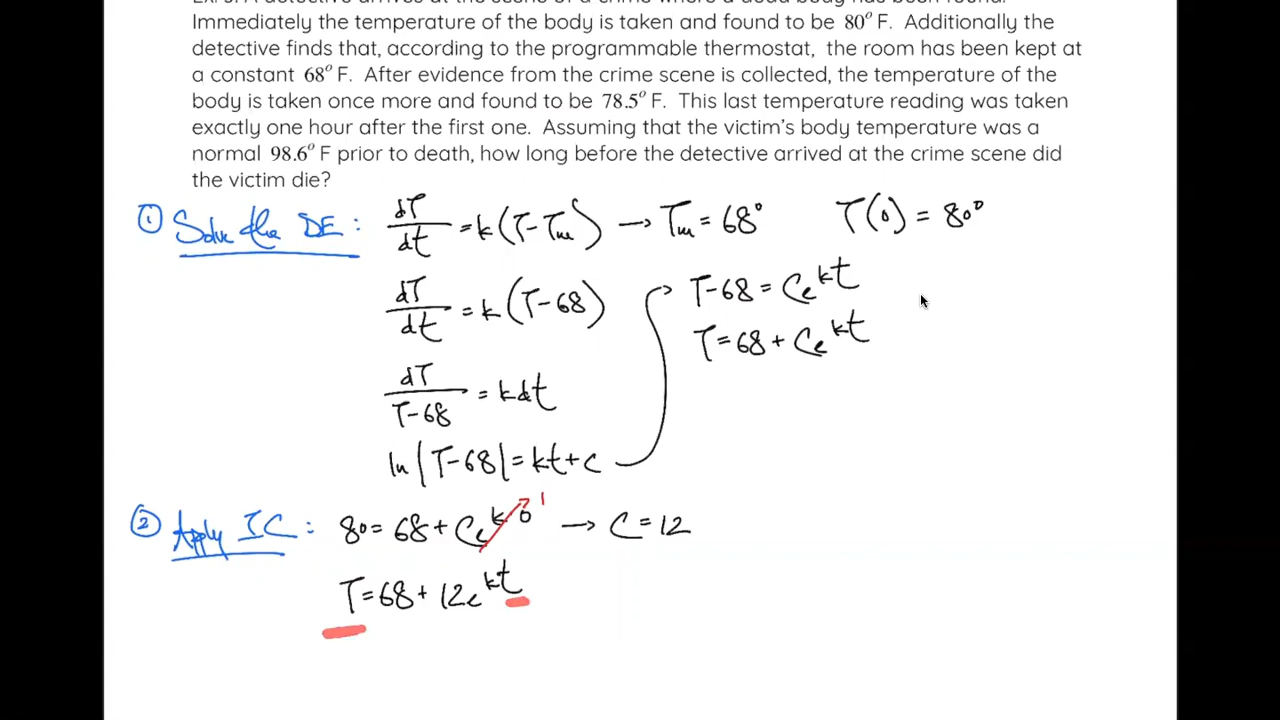 Immediately the temperature of the body is taken and found to be 80° F. Additionally the
detective finds that, according to the programmable thermostat, the room has been kept at
a constant 68° F. After evidence from the crime scene is collected, the temperature of the
body is taken once more and found to be 78.5° F. This last temperature reading was taken
exactly one hour after the first one. Assuming that the victim's body temperature was a
normal 98.6° F prior to death, how long before the detective arrived at the crime scene did
the victim die?
① Solve the DE: dT/dt = k(T-Tm) → Tm = 68° T(0) = 80°
dT/dt = k(T-68)
dT/(T-68) = kdt
ln|T-68| = kt+c
T-68 = Ce^kt
T = 68 + Ce^kt
② Apply IC: 80 = 68 + Ce^k·0 1 → C = 12
T = 68 + 12e^kt